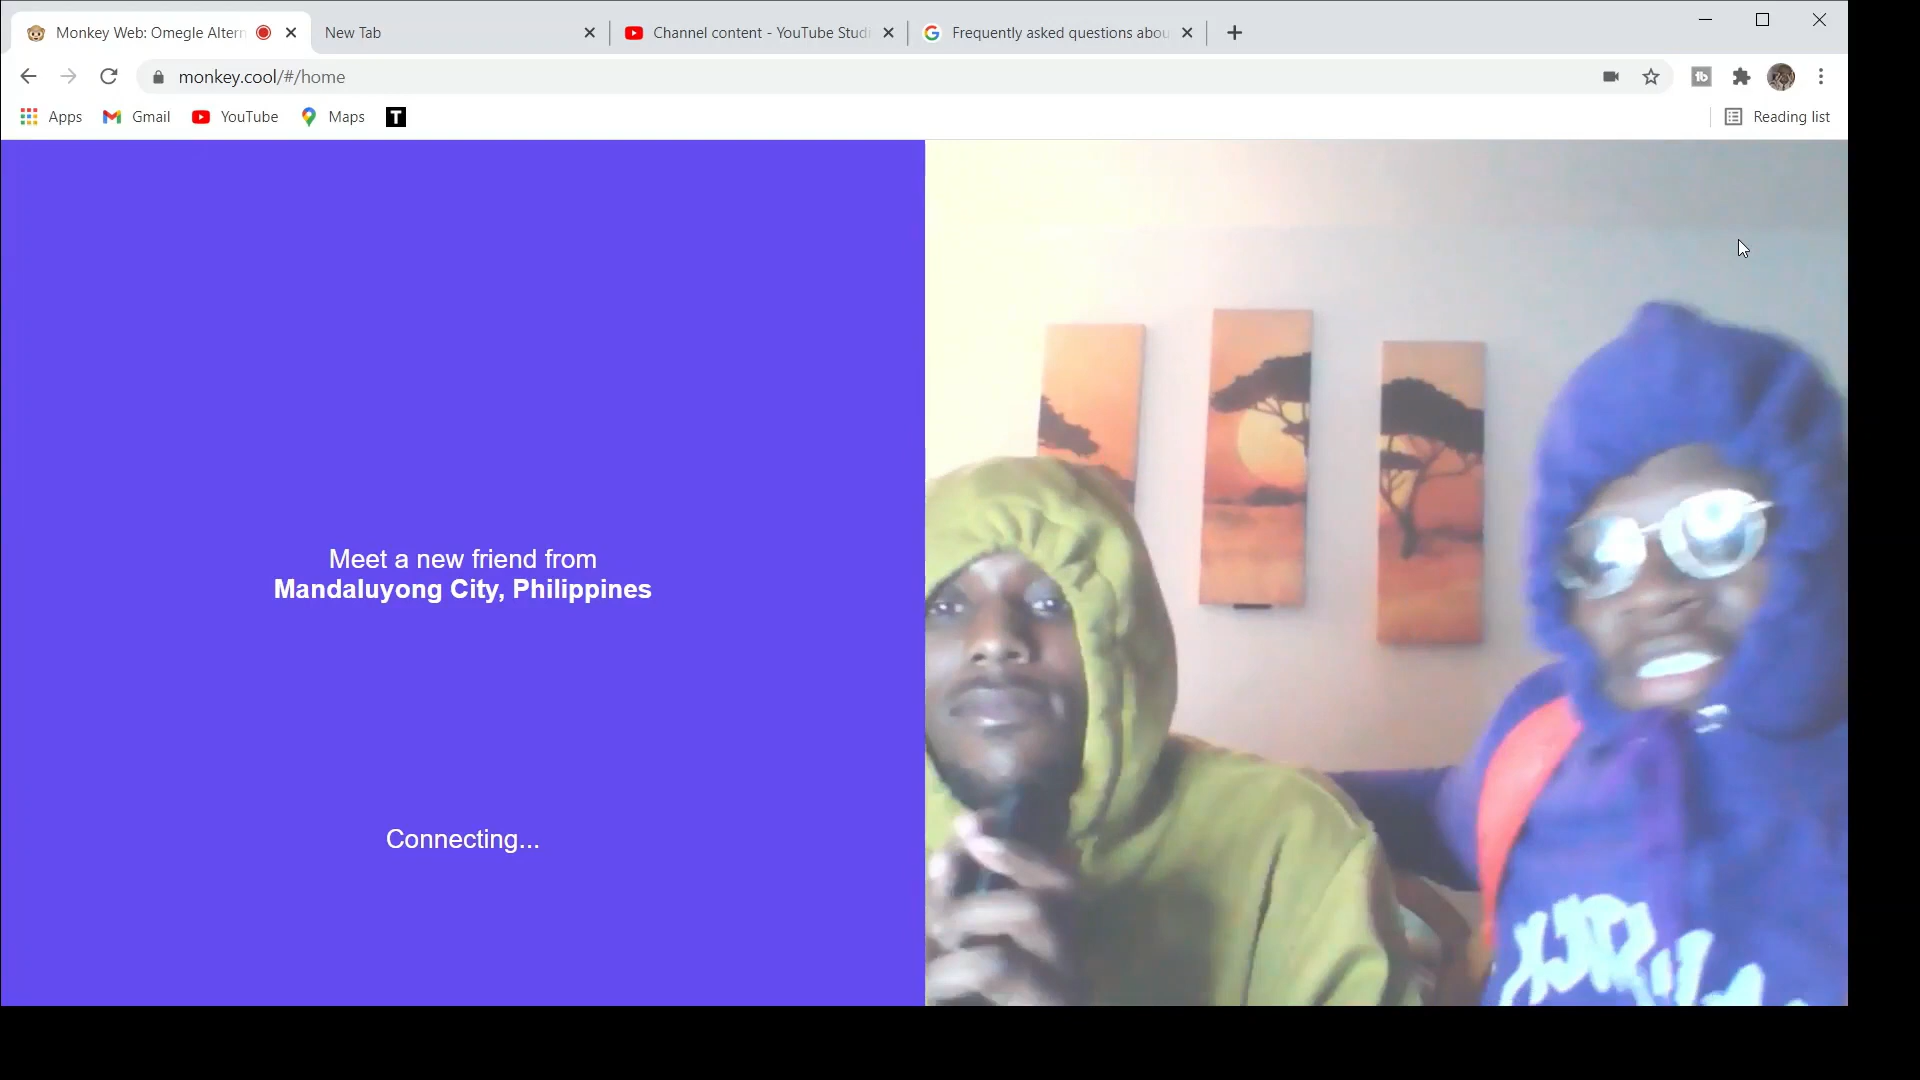 Monkey Web: Omegle Altern
New Tab
Channel content - YouTube Studi
Frequently asked questions abou
monkey.cool/#/home
tb
Apps
Gmail
YouTube
Maps
T
Reading list
Meet a new friend from
Mandaluyong City, Philippines
Connecting...